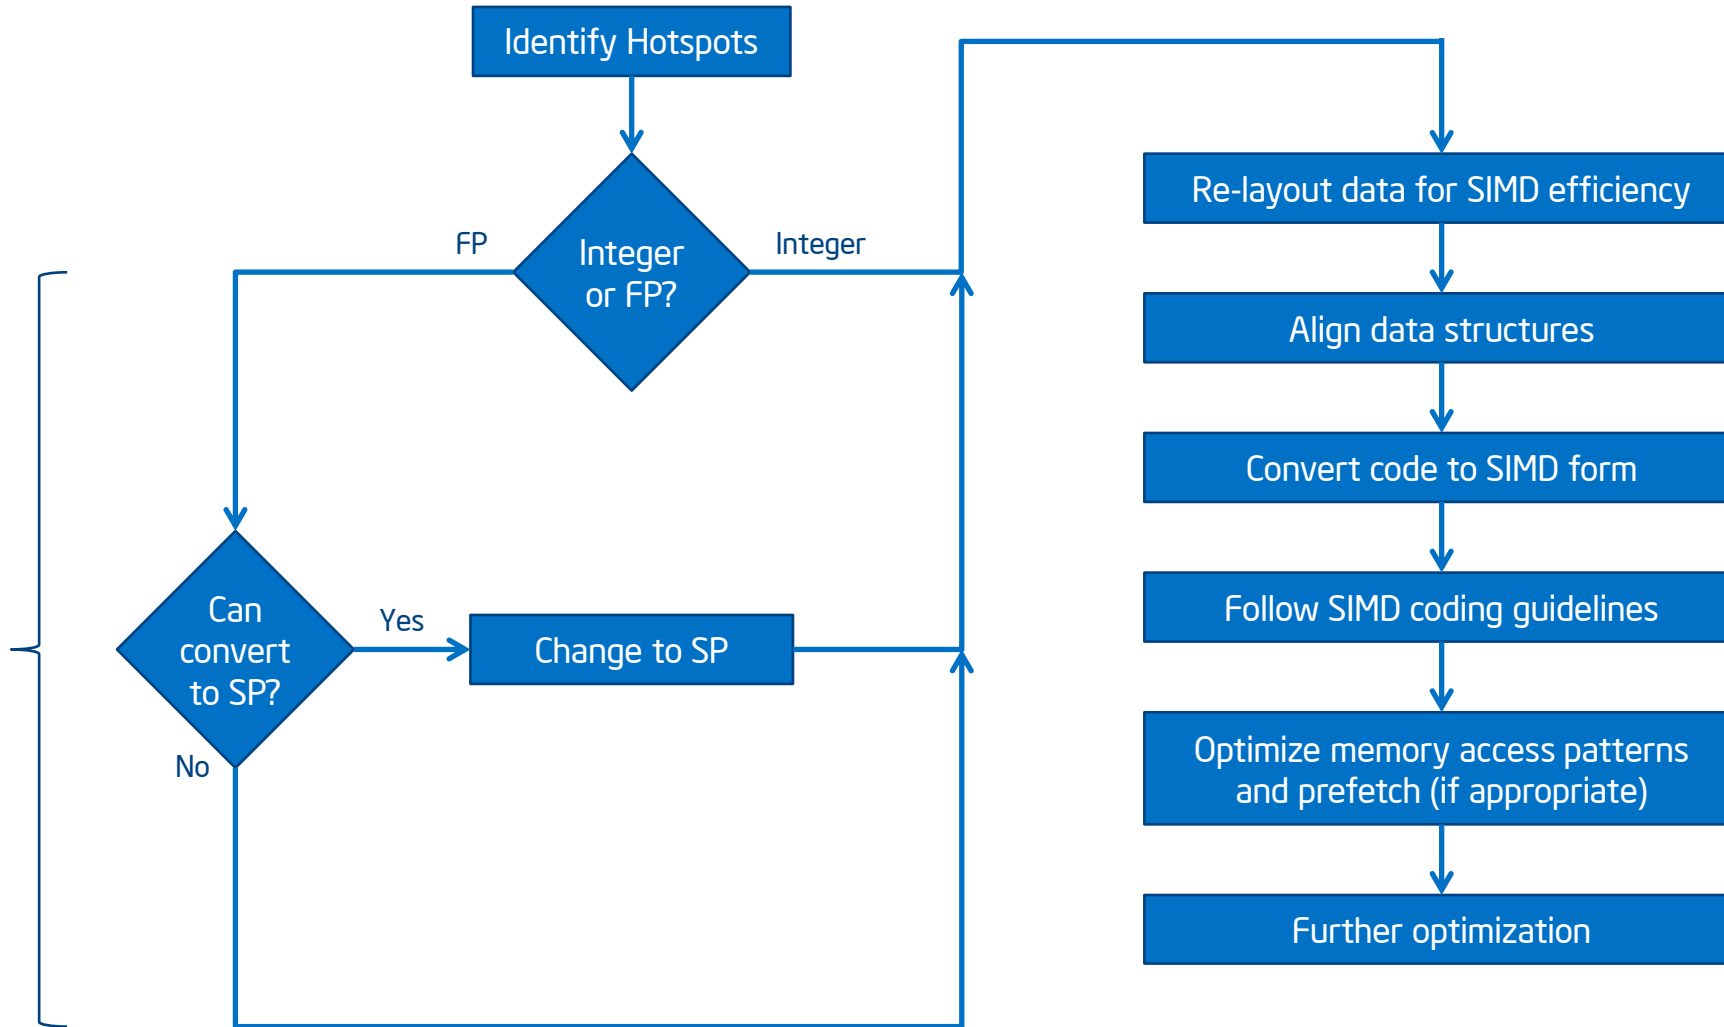 Identify Hotspots
FP
Integer
or FP?
Integer
Can
convert
to SP?
Yes
Change to SP
No
Re-layout data for SIMD efficiency
Align data structures
Convert code to SIMD form
Follow SIMD coding guidelines
Optimize memory access patterns
and prefetch (if appropriate)
Further optimization